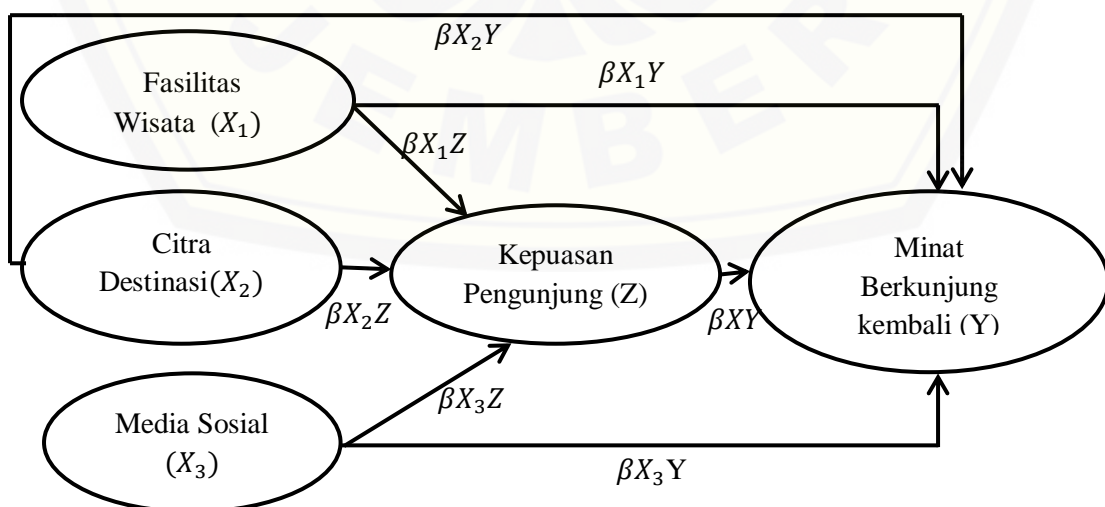 βX₂Y
βX₁Y
Fasilitas
Wisata (X₁)
βX₁Z
Citra
Destinasi(X₂)
βX₂Z
Kepuasan
Pengunjung (Z)
βXY
Minat
Berkunjung
kembali (Y)
βX₃Z
Media Sosial
(X₃)
βX₃Y
JEMBER